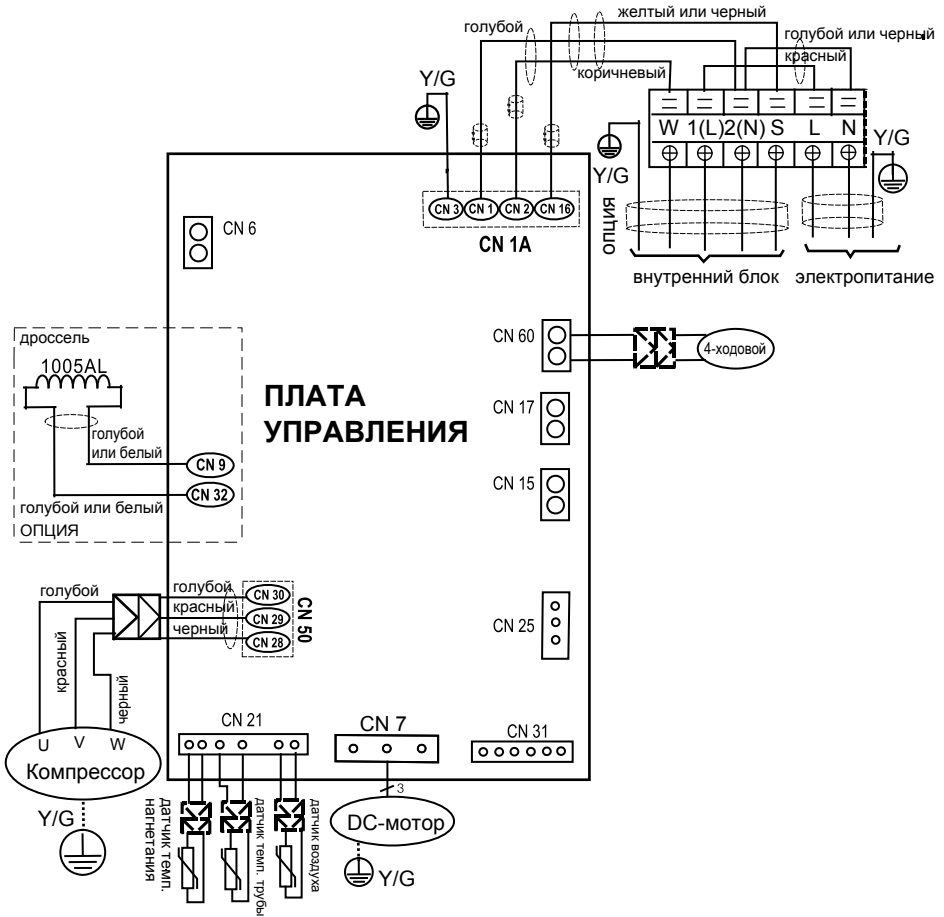 желтый или черный
голубой
голубой или черный
красный
коричневый
Y/G
W 1(L) 2(N) S L N
Y/G
Y/G
ОПЦИЯ
внутренний блок
электропитание
CN 3 CN 1 CN 2 CN 16
CN 1A
CN 6
дроссель
1005AL
голубой
или белый
CN 9
CN 32
голубой или белый
ОПЦИЯ
ПЛАТА
УПРАВЛЕНИЯ
CN 60
4-ходовой
CN 17
CN 15
CN 25
CN 31
голубой
красный
черный
голубой
красный
черный
CN 30
CN 29
CN 28
CN 50
U V W
Компрессор
Y/G
CN 21
датчик темп.
нагнетания
датчик темп. трубы
датчик воздуха
CN 7
3
DC-мотор
Y/G